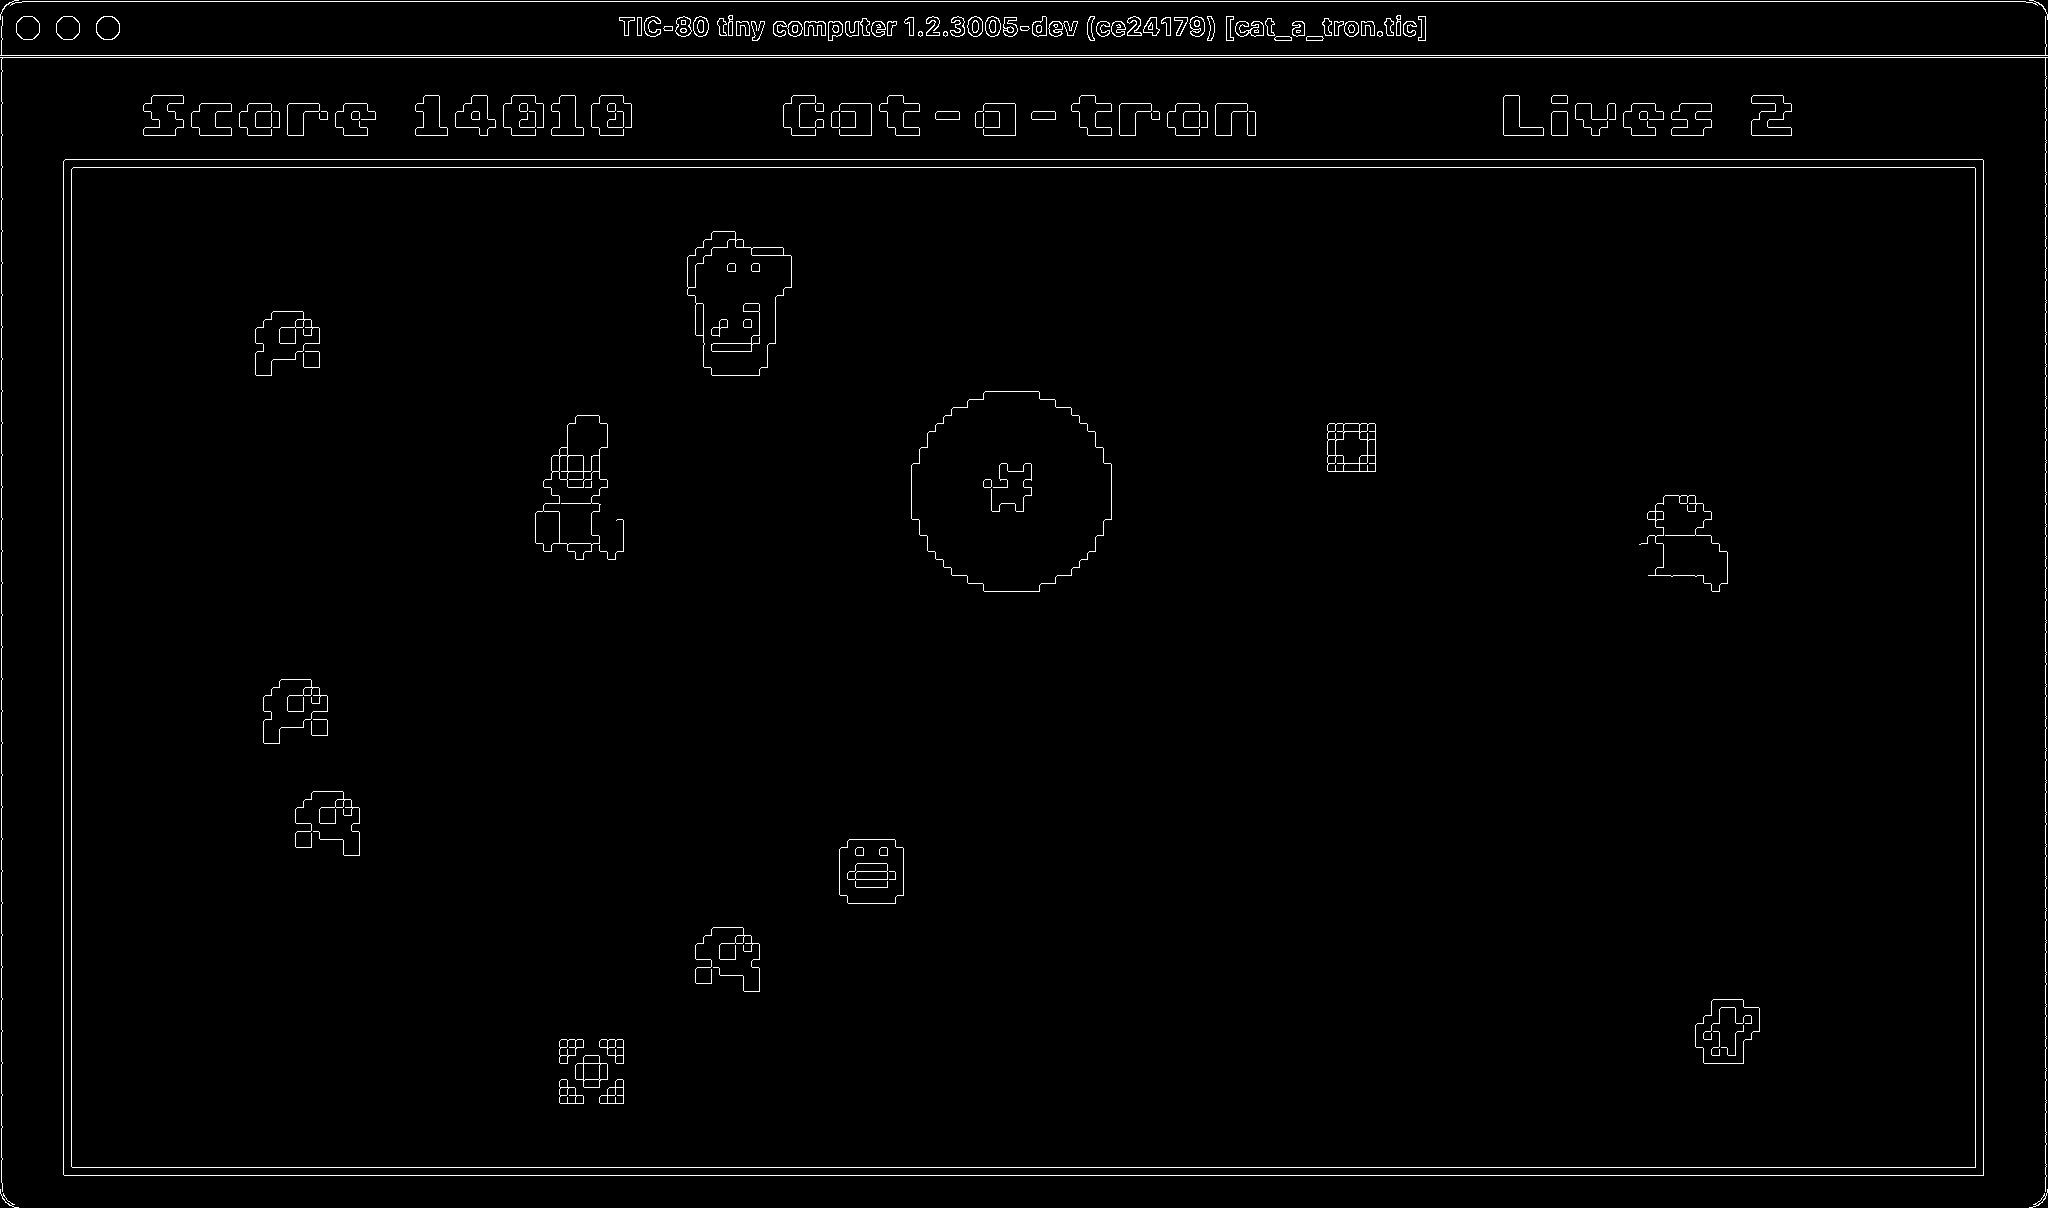 TIC-80 tiny computer 1.2.3005-dev (ce24179) [cat_a_tron.tic]
Score 14010 Cat-a-tron Lives 2